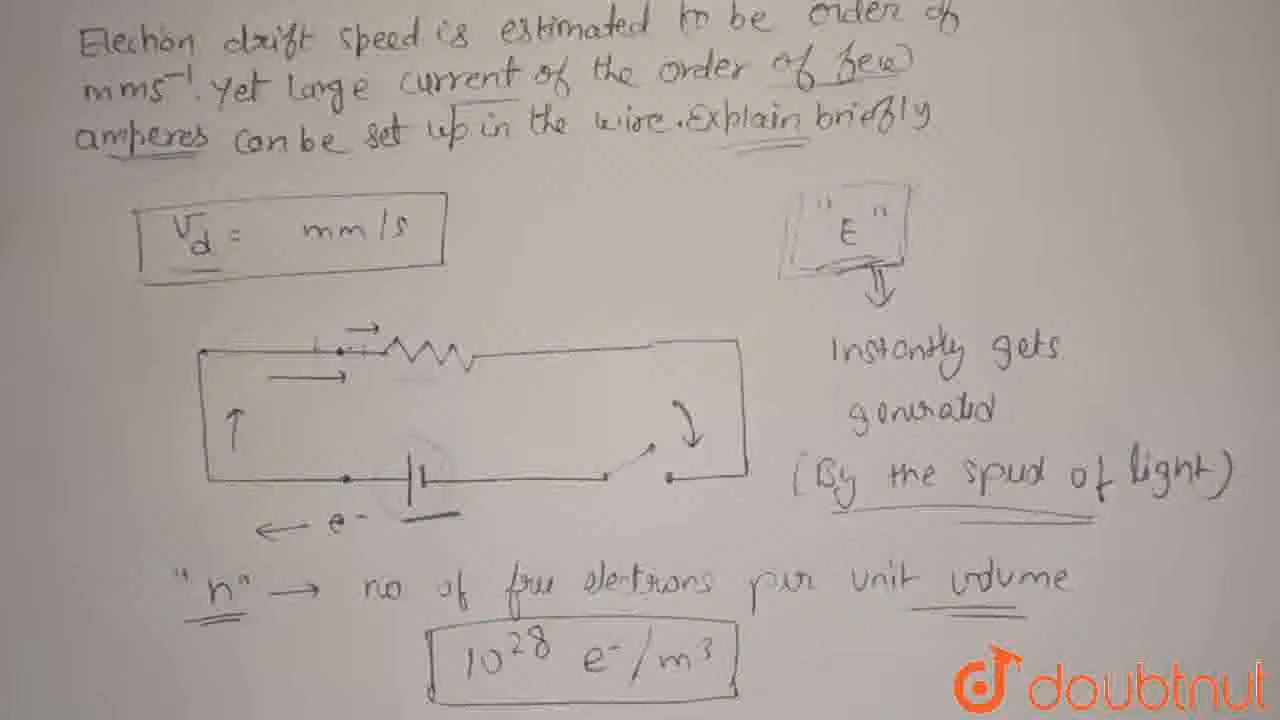 Electron drift speed is estimated to be order of
mms⁻¹. Yet large current of the order of few
amperes can be set up in the wire. Explain briefly
Vd = mm/s
"E"
Instantly gets
generated
(By the speed of light)
e⁻
"n" → no of free electrons per unit volume
10²⁸ e⁻/m³
doubtnut